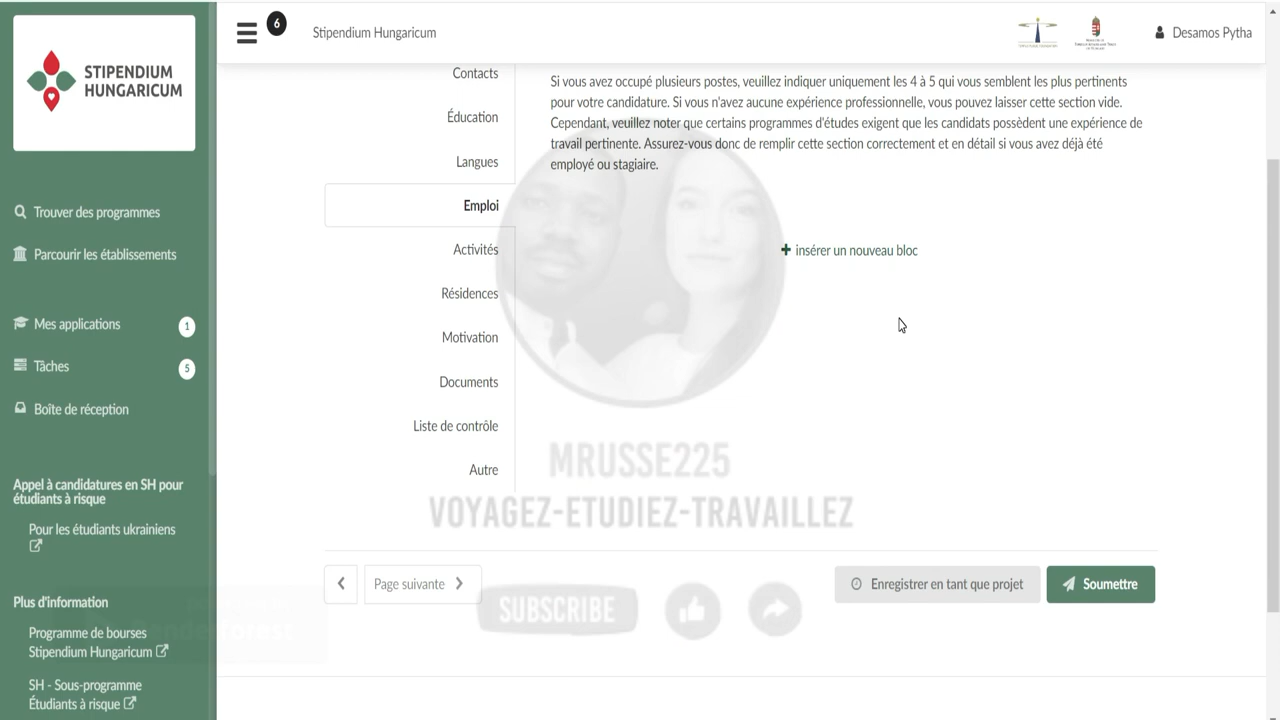 STIPENDIUM
HUNGARICUM
6
Stipendium Hungaricum
Desamos Pytha
Trouver des programmes
Parcourir les établissements
Mes applications
1
Tâches
5
Boîte de réception
Appel à candidatures en SH pour
étudiants à risque
Pour les étudiants ukrainiens
Plus d'information
Programme de bourses
Stipendium Hungaricum
SH - Sous-programme
Étudiants à risque
Contacts
Éducation
Langues
Emploi
Activités
Résidences
Motivation
Documents
Liste de contrôle
Autre
Si vous avez occupé plusieurs postes, veuillez indiquer uniquement les 4 à 5 qui vous semblent les plus pertinents
pour votre candidature. Si vous n'avez aucune expérience professionnelle, vous pouvez laisser cette section vide.
Cependant, veuillez noter que certains programmes d'études exigent que les candidats possèdent une expérience de
travail pertinente. Assurez-vous donc de remplir cette section correctement et en détail si vous avez déjà été
employé ou stagiaire.
insérer un nouveau bloc
MRUSSE225
VOYAGEZ-ETUDIEZ-TRAVAILLEZ
Page suivante
Enregistrer en tant que projet
Soumettre
SUBSCRIBE